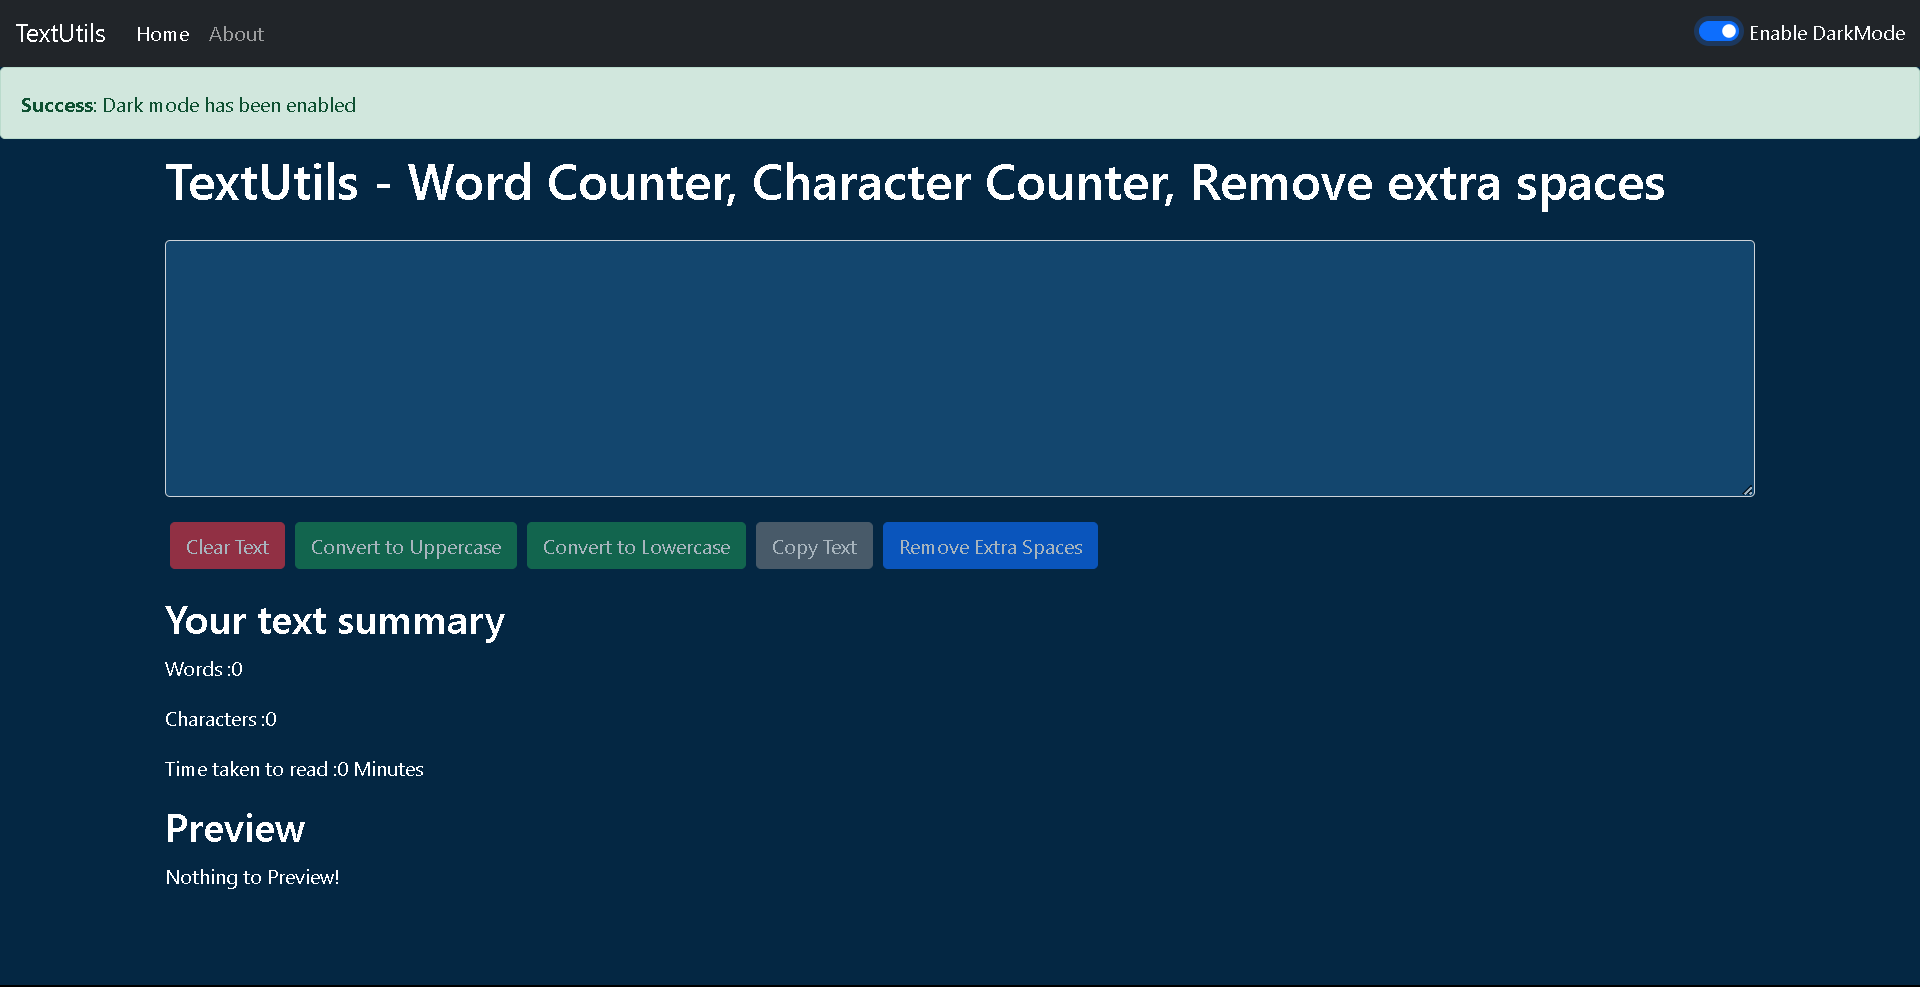 TextUtils Home About Enable DarkMode
Success: Dark mode has been enabled
TextUtils - Word Counter, Character Counter, Remove extra spaces
Clear Text Convert to Uppercase Convert to Lowercase Copy Text Remove Extra Spaces
Your text summary
Words :0
Characters :0
Time taken to read :0 Minutes
Preview
Nothing to Preview!